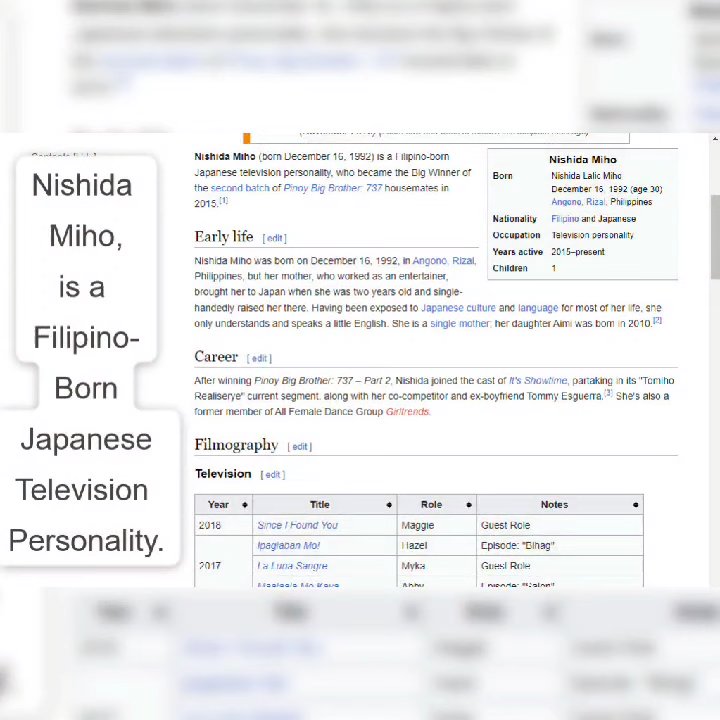 Nishida
Miho,
is a
Filipino-
Born
Japanese
Television
Personality.
Nishida Miho (born December 16, 1992) is a Filipino-born
Japanese television personality, who became the Big Winner of
the second batch of Pinoy Big Brother: 737 housemates in
2015.[1]
Nishida Miho
Born Nishida Lalic Miho
December 16, 1992 (age 30)
Angono, Rizal, Philippines
Nationality Filipino and Japanese
Occupation Television personality
Years active 2015–present
Children 1
Early life [ edit ]
Nishida Miho was born on December 16, 1992, in Angono, Rizal,
Philippines, but her mother, who worked as an entertainer,
brought her to Japan when she was two years old and single-
handedly raised her there. Having been exposed to Japanese culture and language for most of her life, she
only understands and speaks a little English. She is a single mother; her daughter Aimi was born in 2010.[2]
Career [ edit ]
After winning Pinoy Big Brother: 737 – Part 2, Nishida joined the cast of It's Showtime, partaking in its "Tomiho
Realiserye" current segment, along with her co-competitor and ex-boyfriend Tommy Esguerra.[3] She's also a
former member of All Female Dance Group Girltrends.
Filmography [ edit ]
Television [ edit ]
Year Title Role Notes
2018 Since I Found You Maggie Guest Role
Ipaglaban Mo! Hazel Episode: "Bihag"
2017 La Luna Sangre Myka Guest Role
Maalaala Mo Kaya Abby Episode: "Salon"